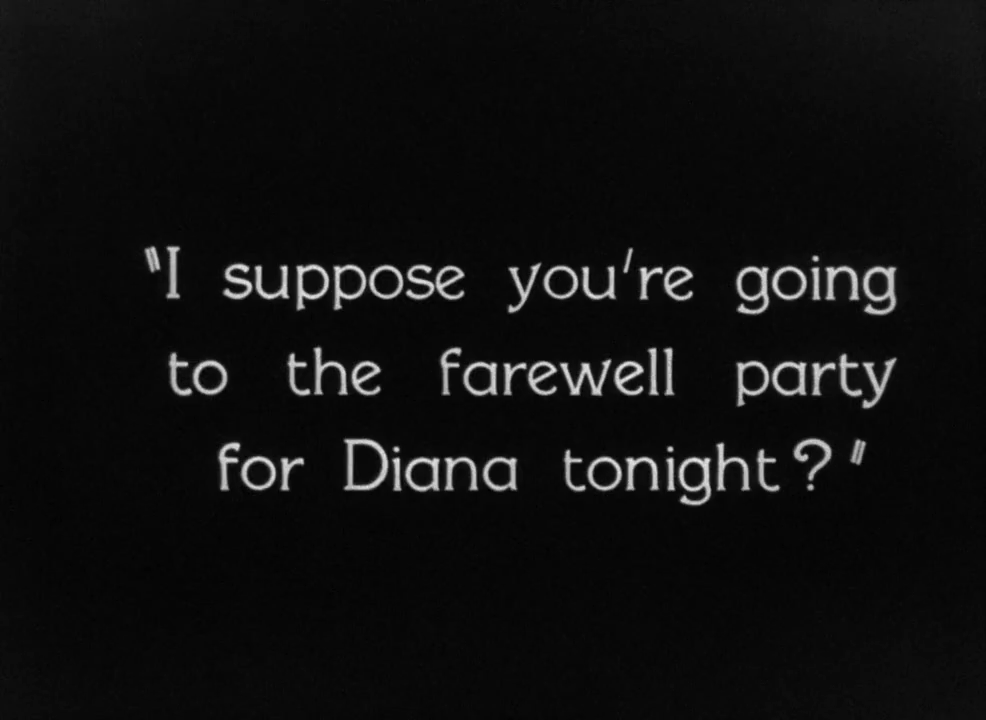 "I suppose you're going
to the farewell party
for Diana tonight?"